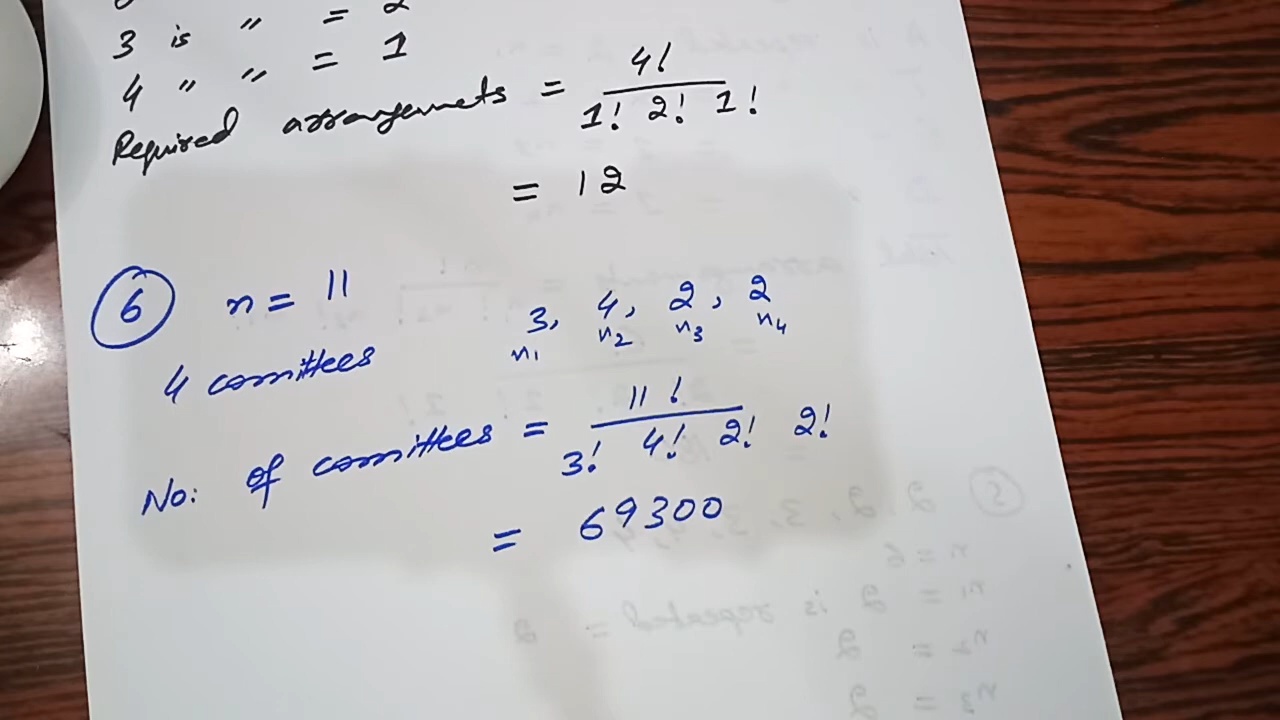 3 is " = 2
4 " " = 1
Required arrangements = 4! / 1! 2! 1!
= 12
6 n = 11
4 comittees 3, 4, 2, 2
n1 n2 n3 n4
No: of comittees = 11! / 3! 4! 2! 2!
= 69300